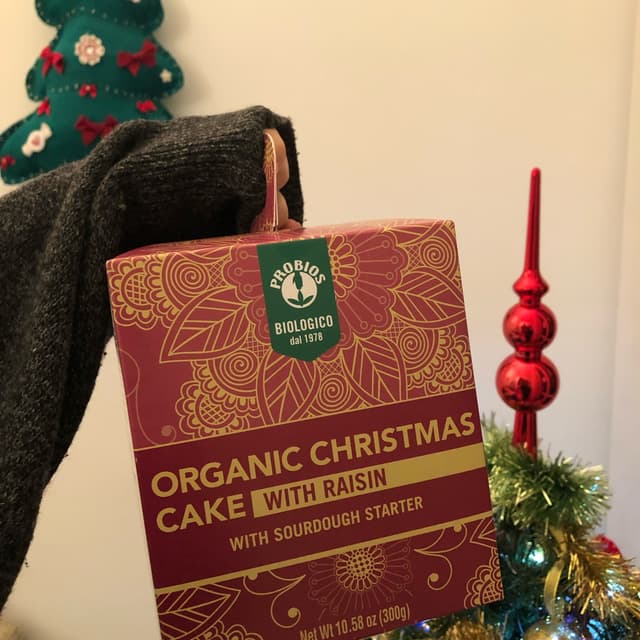 PROBIOS
BIOLOGICO
dal 1978
ORGANIC CHRISTMAS
CAKE WITH RAISIN
WITH SOURDOUGH STARTER
Net Wt 10.58 oz (300g)